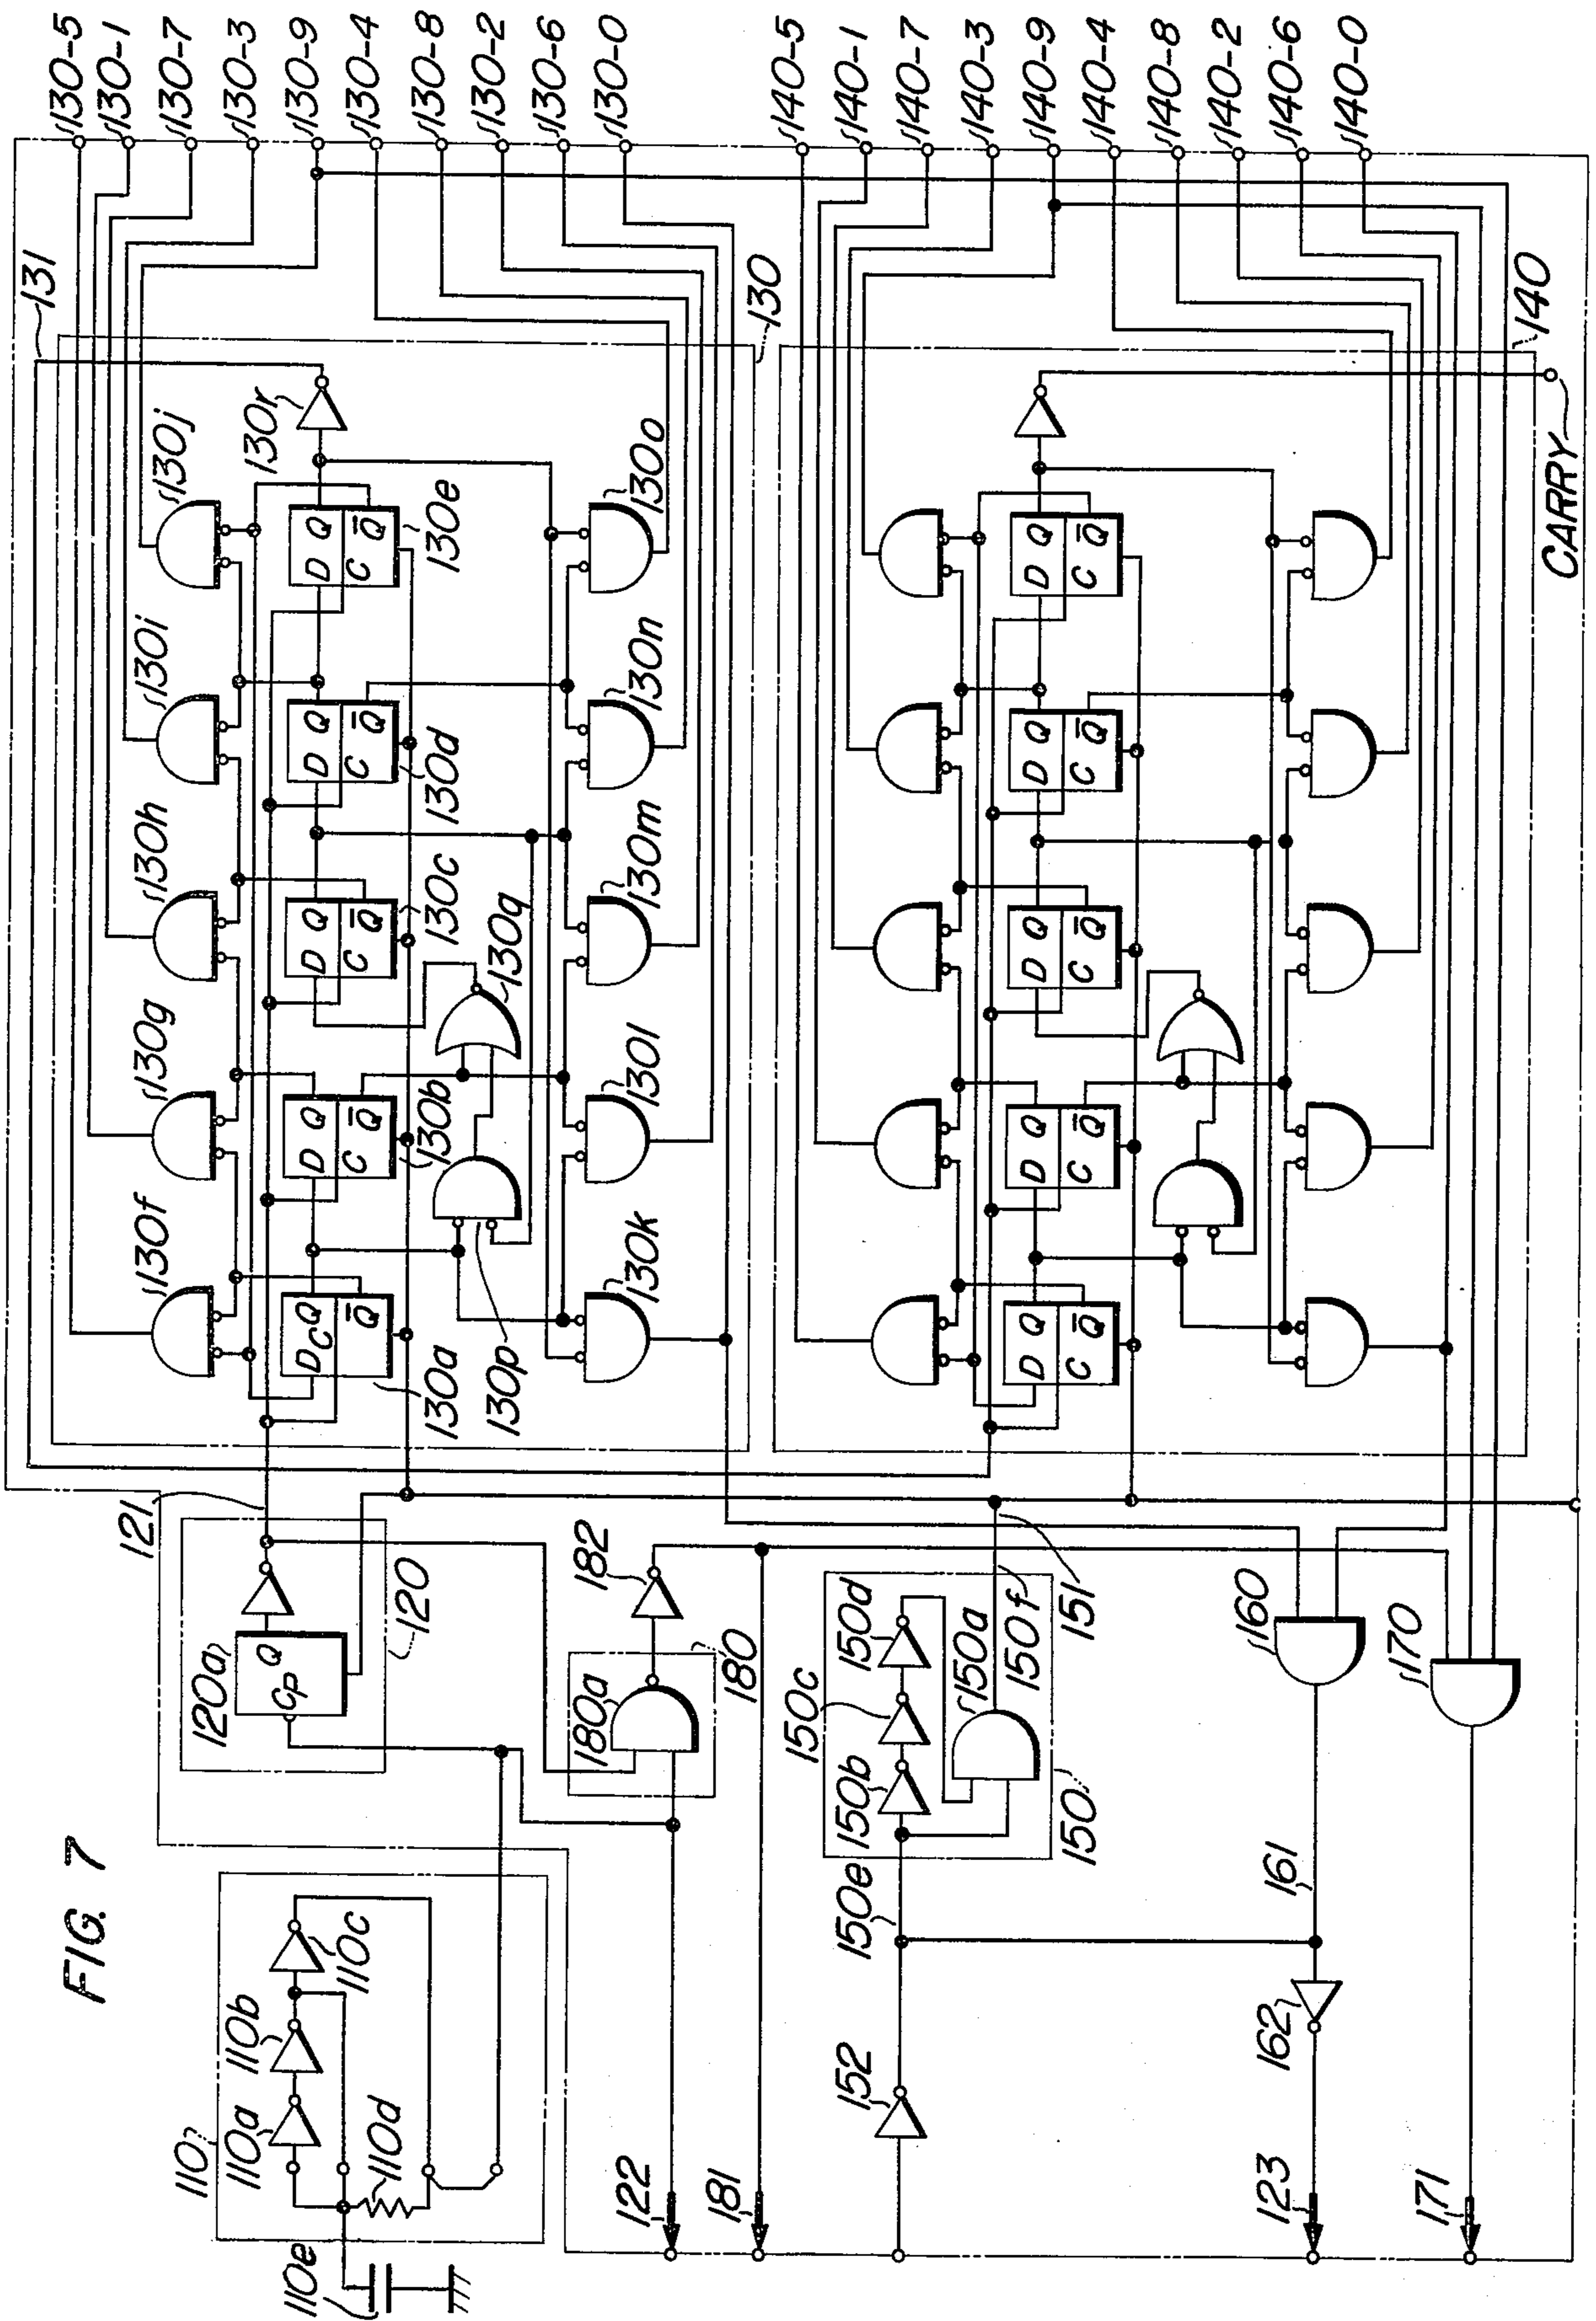 FIG. 7
130-5
130-1
130-7
130-3
130-9
130-4
130-8
130-2
130-6
130-0
140-5
140-1
140-7
140-3
140-9
140-4
140-8
140-2
140-6
140-0
131
130
140
CARRY
130j
130i
130h
130g
130f
130r
130e
130d
130c
130b
130a
D Q
C Q̅
D Q
C Q̅
D Q
C Q̅
D Q
C Q̅
D Q
C Q̅
130q
130p
130o
130n
130m
130l
130k
D Q
C Q̅
D Q
C Q̅
D Q
C Q̅
D Q
C Q̅
D Q
C Q̅
121
120a
Q
CP
120
182
180a
180
150d
150c
150b
150a
150f
151
150
150e
152
160
170
161
162
110
110a
110b
110c
110d
110e
122
181
123
171